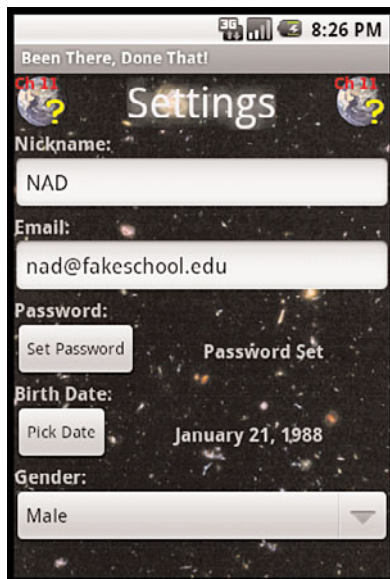 3G 8:26 PM
Been There, Done That!
Ch 11 Settings Ch 11
Nickname:
NAD
Email:
nad@fakeschool.edu
Password:
Set Password Password Set
Birth Date:
Pick Date January 21, 1988
Gender:
Male